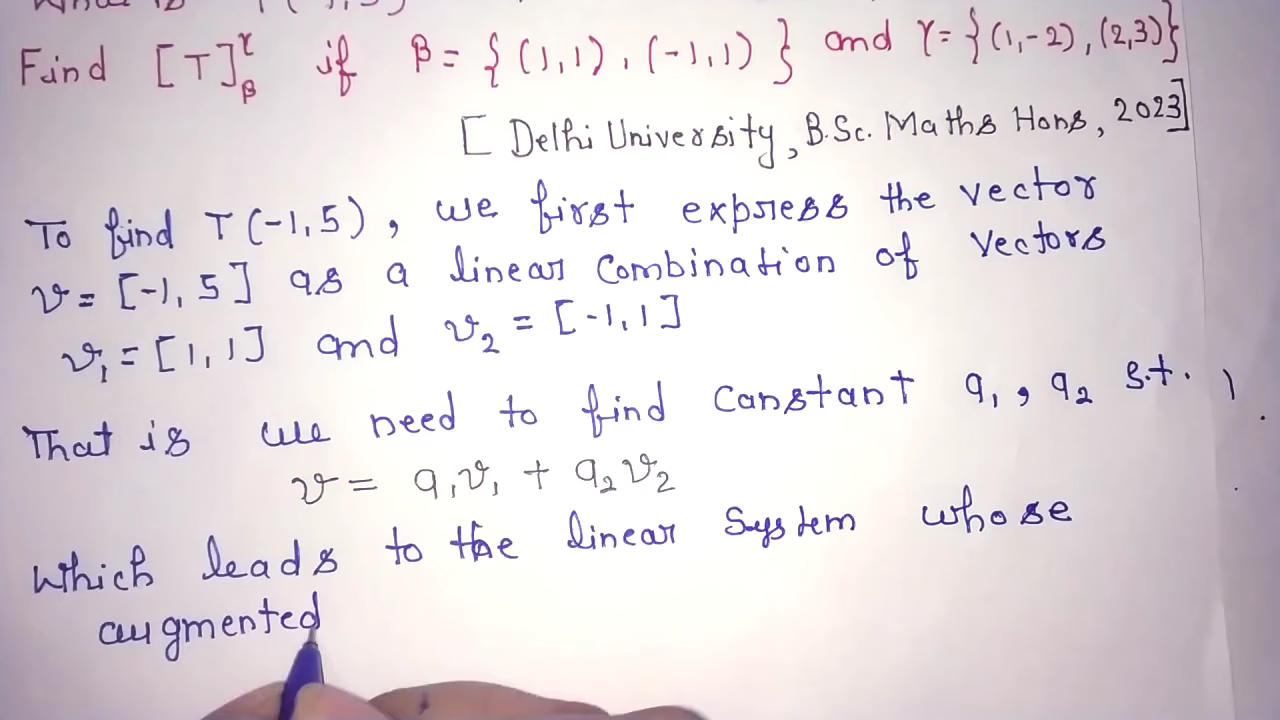 Find [T]ᵧᵦ if β = {(1,1), (-1,1)} and γ = {(1,-2), (2,3)}
[Delhi University, B.Sc. Maths Hons, 2023]
To find T(-1,5), we first express the vector
v = [-1,5] as a linear combination of vectors
v₁ = [1,1] and v₂ = [-1,1]
That is we need to find constant a₁, a₂ s.t.,
v = a₁v₁ + a₂v₂
which leads to the linear system whose
augmented